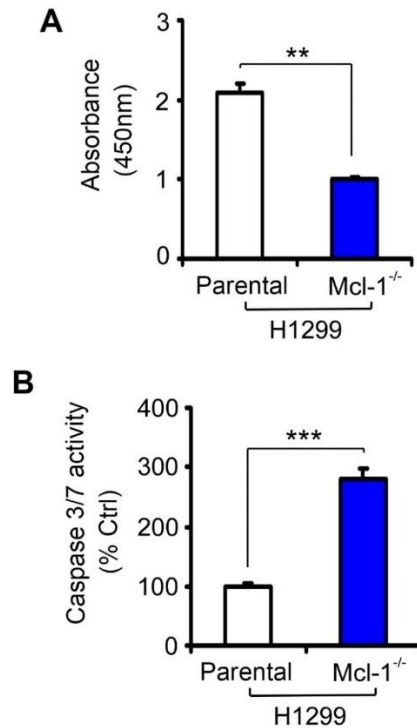 A
Absorbance
(450nm)
3
2
1
0
**
Parental Mcl-1-/-
H1299
B
Caspase 3/7 activity
(% Ctrl)
400
300
200
100
0
***
Parental Mcl-1-/-
H1299